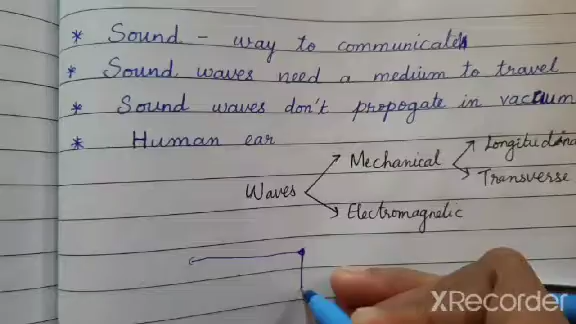 * Sound - way to communicate
* Sound waves need a medium to travel
* Sound waves don't propogate in vacuum
* Human ear
Longitudina
Mechanical
Transverse
Waves
Electromagnetic
XRecorder